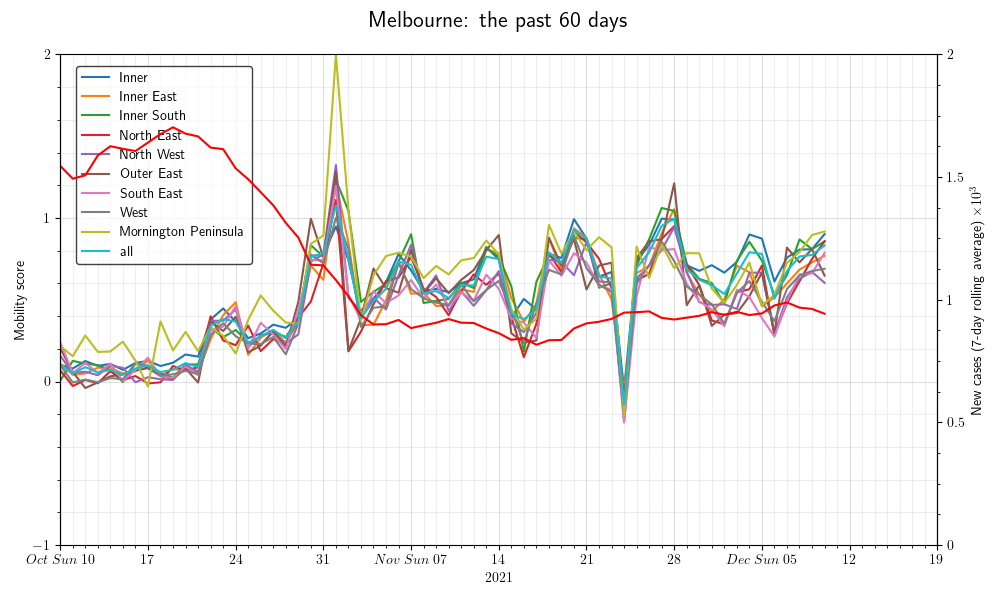 Melbourne: the past 60 days
2
1
0
−1
Mobility score
Inner
Inner East
Inner South
North East
North West
Outer East
South East
West
Mornington Peninsula
all
2
1.5
1
0.5
0
New cases (7-day rolling average) ×10³
Oct Sun 10
17
24
31
Nov Sun 07
14
21
28
Dec Sun 05
12
19
2021